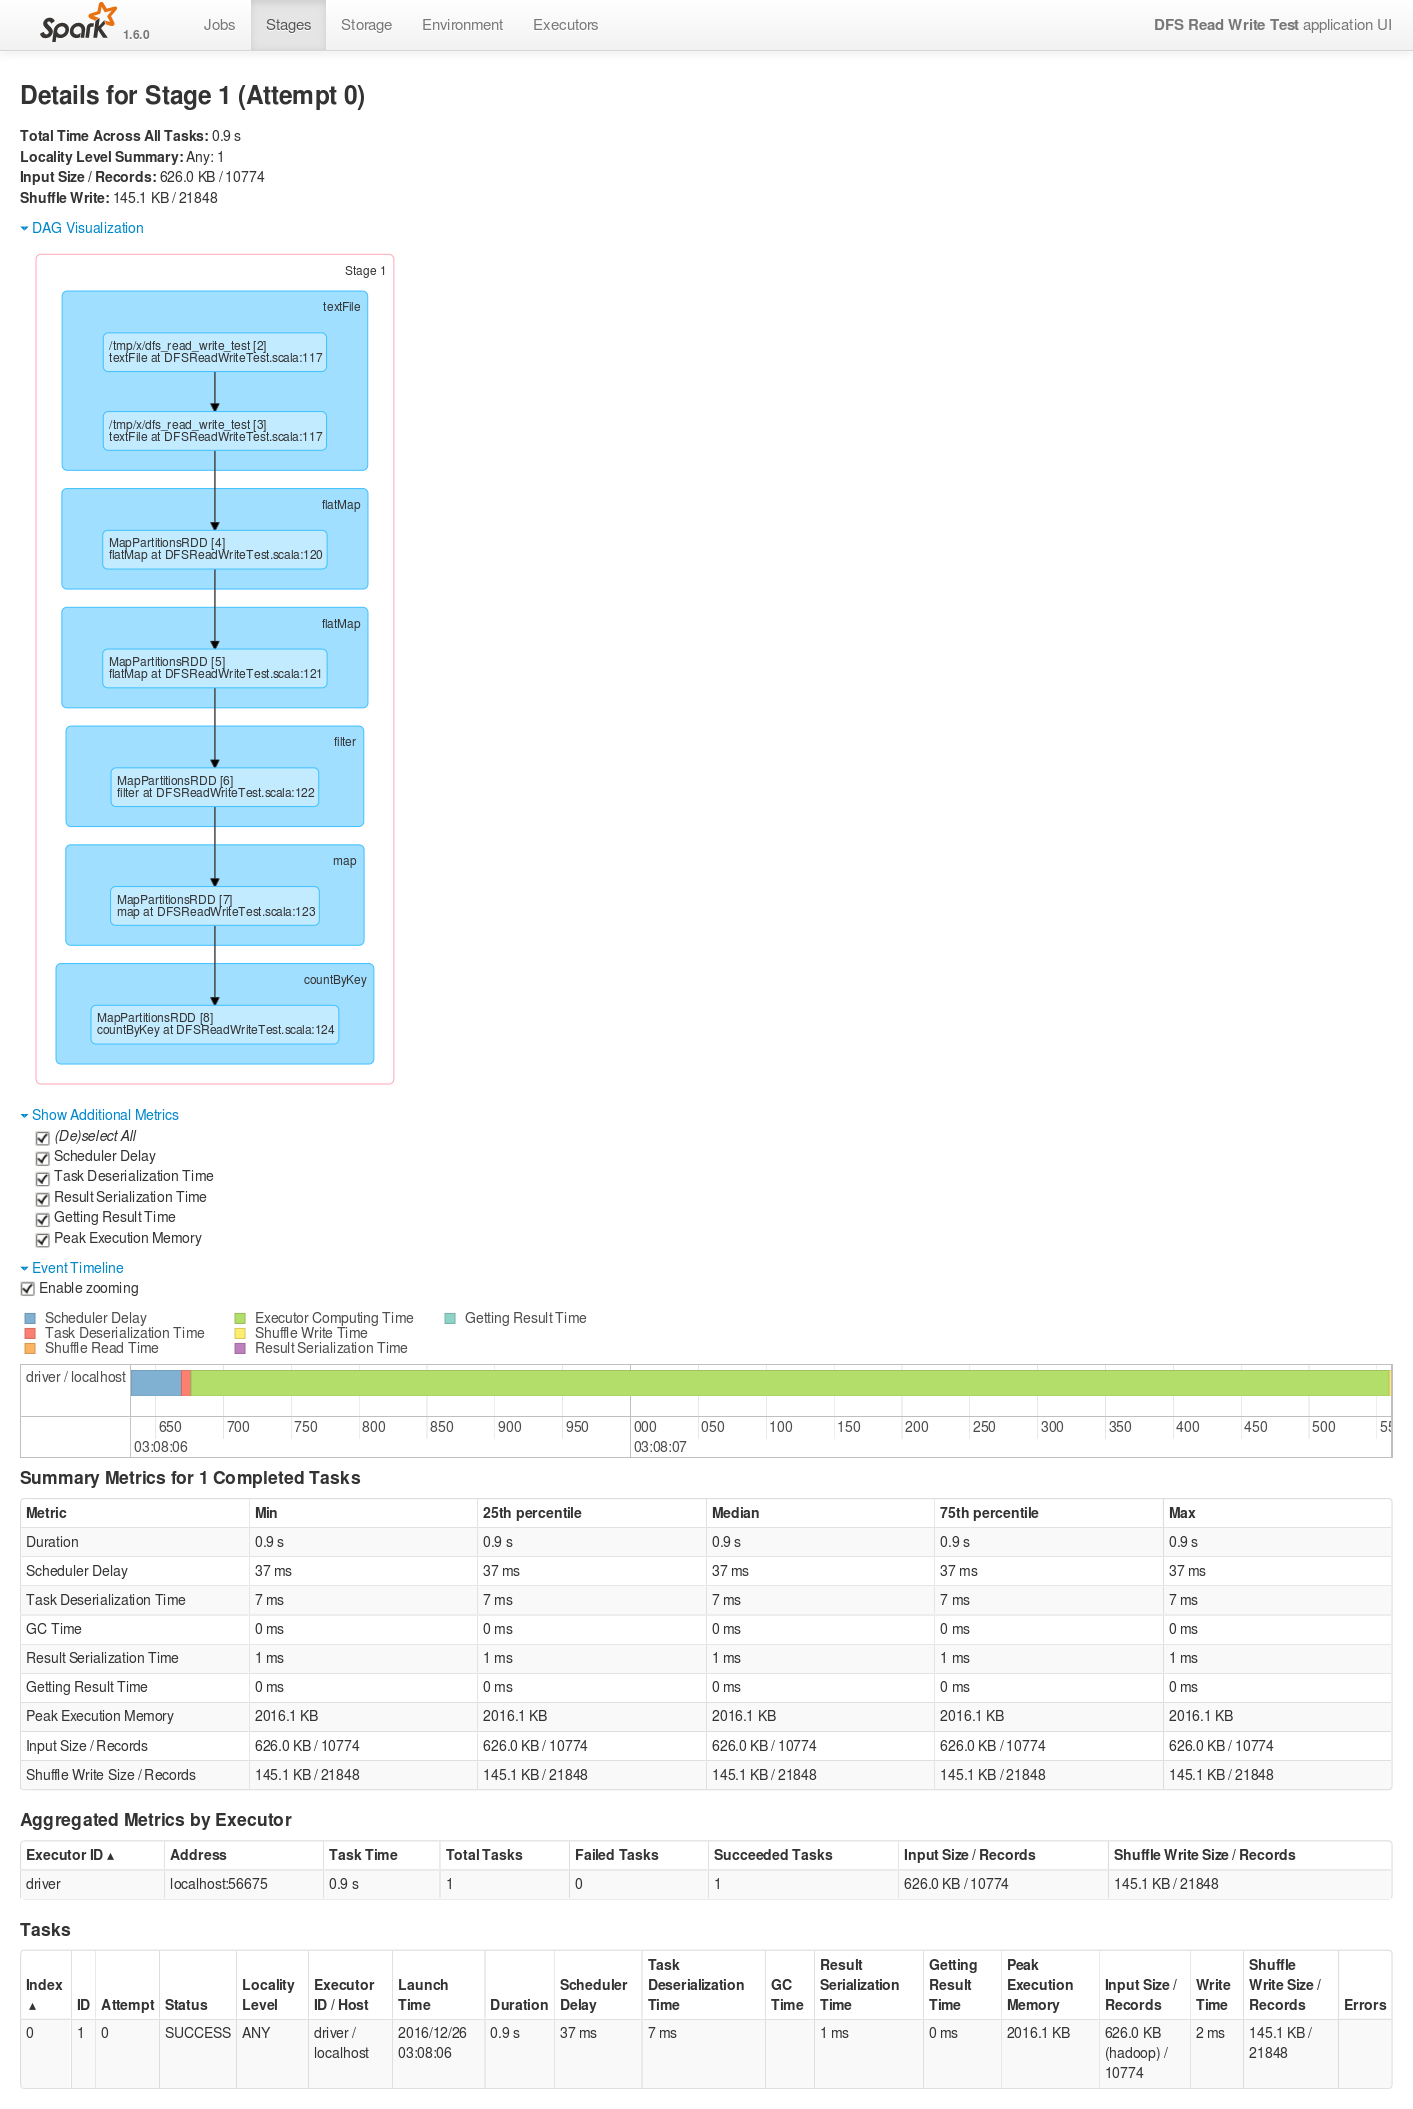 Spark 1.6.0 Jobs Stages Storage Environment Executors DFS Read Write Test application UI
Details for Stage 1 (Attempt 0)
Total Time Across All Tasks: 0.9 s
Locality Level Summary: Any: 1
Input Size / Records: 626.0 KB / 10774
Shuffle Write: 145.1 KB / 21848
DAG Visualization
Stage 1
textFile
/tmp/x/dfs_read_write_test [2]
textFile at DFSReadWriteTest.scala:117
/tmp/x/dfs_read_write_test [3]
textFile at DFSReadWriteTest.scala:117
flatMap
MapPartitionsRDD [4]
flatMap at DFSReadWriteTest.scala:120
flatMap
MapPartitionsRDD [5]
flatMap at DFSReadWriteTest.scala:121
filter
MapPartitionsRDD [6]
filter at DFSReadWriteTest.scala:122
map
MapPartitionsRDD [7]
map at DFSReadWriteTest.scala:123
countByKey
MapPartitionsRDD [8]
countByKey at DFSReadWriteTest.scala:124
Show Additional Metrics
(De)select All
Scheduler Delay
Task Deserialization Time
Result Serialization Time
Getting Result Time
Peak Execution Memory
Event Timeline
Enable zooming
Scheduler Delay Executor Computing Time Getting Result Time
Task Deserialization Time Shuffle Write Time
Shuffle Read Time Result Serialization Time
driver / localhost
650 700 750 800 850 900 950 000 050 100 150 200 250 300 350 400 450 500
03:08:06 03:08:07
Summary Metrics for 1 Completed Tasks
Metric Min 25th percentile Median 75th percentile Max
Duration 0.9 s 0.9 s 0.9 s 0.9 s 0.9 s
Scheduler Delay 37 ms 37 ms 37 ms 37 ms 37 ms
Task Deserialization Time 7 ms 7 ms 7 ms 7 ms 7 ms
GC Time 0 ms 0 ms 0 ms 0 ms 0 ms
Result Serialization Time 1 ms 1 ms 1 ms 1 ms 1 ms
Getting Result Time 0 ms 0 ms 0 ms 0 ms 0 ms
Peak Execution Memory 2016.1 KB 2016.1 KB 2016.1 KB 2016.1 KB 2016.1 KB
Input Size / Records 626.0 KB / 10774 626.0 KB / 10774 626.0 KB / 10774 626.0 KB / 10774 626.0 KB / 10774
Shuffle Write Size / Records 145.1 KB / 21848 145.1 KB / 21848 145.1 KB / 21848 145.1 KB / 21848 145.1 KB / 21848
Aggregated Metrics by Executor
Executor ID ▴ Address Task Time Total Tasks Failed Tasks Succeeded Tasks Input Size / Records Shuffle Write Size / Records
driver localhost:56675 0.9 s 1 0 1 626.0 KB / 10774 145.1 KB / 21848
Tasks
Task Result Getting Peak Shuffle
Index Locality Executor Launch Scheduler Deserialization GC Serialization Result Execution Input Size / Write Write Size /
▴ ID Attempt Status Level ID / Host Time Duration Delay Time Time Time Time Memory Records Time Records Errors
0 1 0 SUCCESS ANY driver / 2016/12/26 0.9 s 37 ms 7 ms 1 ms 0 ms 2016.1 KB 626.0 KB 2 ms 145.1 KB /
localhost 03:08:06 (hadoop) / 21848
10774